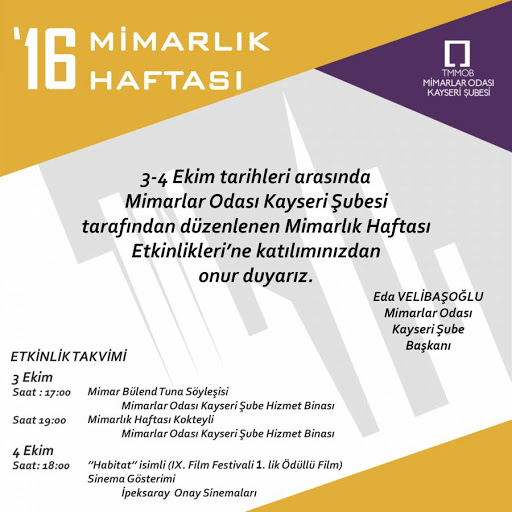 '16 MİMARLIK
HAFTASI
TMMOB
MİMARLAR ODASI
KAYSERİ ŞUBESİ
3-4 Ekim tarihleri arasında
Mimarlar Odası Kayseri Şubesi
tarafından düzenlenen Mimarlık Haftası
Etkinlikleri'ne katılımınızdan
onur duyarız.
Eda VELİBAŞOĞLU
Mimarlar Odası
Kayseri Şube
Başkanı
ETKİNLİK TAKVİMİ
3 Ekim
Saat : 17:00 Mimar Bülend Tuna Söyleşisi
Mimarlar Odası Kayseri Şube Hizmet Binası
Saat 19:00 Mimarlık Haftası Kokteyli
Mimarlar Odası Kayseri Şube Hizmet Binası
4 Ekim
Saat: 18:00 "Habitat" isimli (IX. Film Festivali 1. lik Ödüllü Film)
Sinema Gösterimi
İpeksaray Onay Sinemaları